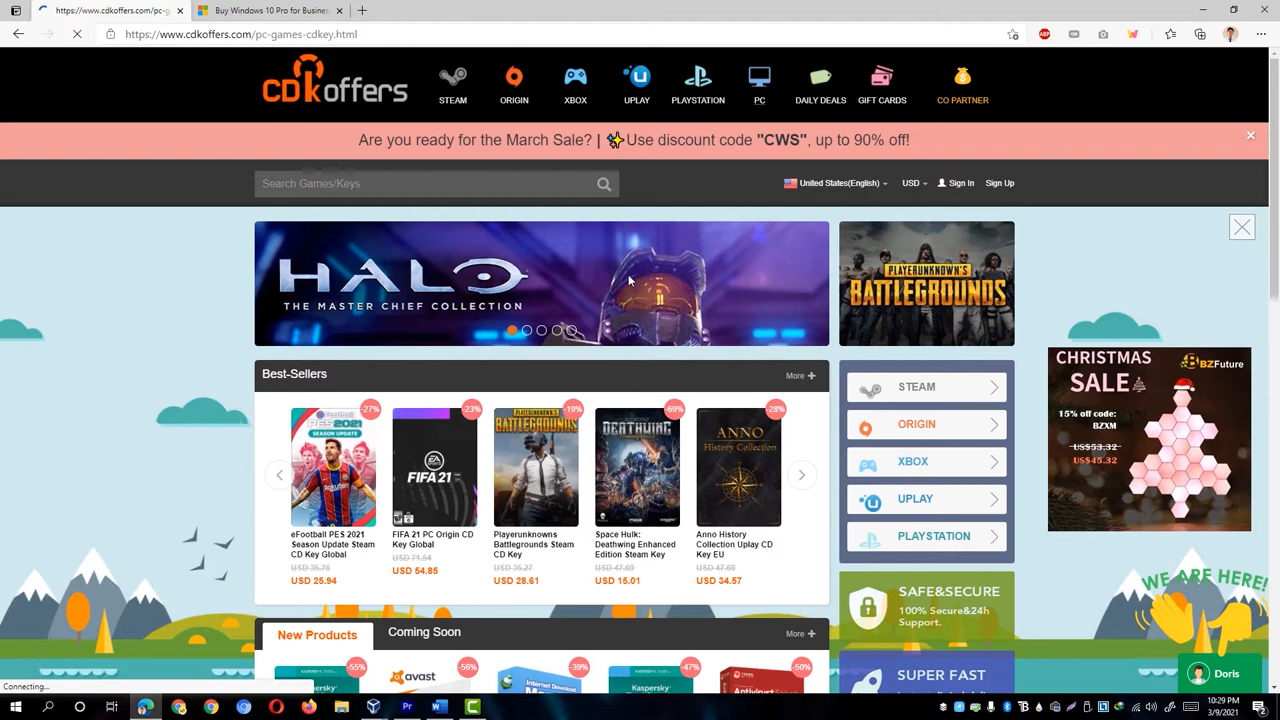 https://www.cdkoffers.com/pc-g
Buy Windows 10 Pro for Busines
https://www.cdkoffers.com/pc-games-cdkey.html
CDKoffers
STEAM
ORIGIN
XBOX
UPLAY
PLAYSTATION
PC
DAILY DEALS
GIFT CARDS
CO PARTNER
Are you ready for the March Sale? | ✨Use discount code "CWS", up to 90% off!
Search Games/Keys
United States(English)
USD
Sign In
Sign Up
HALO
THE MASTER CHIEF COLLECTION
PLAYERUNKNOWN'S
BATTLEGROUNDS
Best-Sellers
More +
-27%
-23%
-19%
-69%
-28%
eFootball PES 2021
Season Update Steam
CD Key Global
USD 35.76
USD 25.94
FIFA 21 PC Origin CD
Key Global
USD 71.54
USD 54.85
Playerunknowns
Battlegrounds Steam
CD Key
USD 35.27
USD 28.61
Space Hulk:
Deathwing Enhanced
Edition Steam Key
USD 47.69
USD 15.01
Anno History
Collection Uplay CD
Key EU
USD 47.69
USD 34.57
STEAM
ORIGIN
XBOX
UPLAY
PLAYSTATION
CHRISTMAS
SALE
BZFuture
15% off code:
BZXM
US$53.32
US$45.32
SAFE&SECURE
100% Secure&24h
Support.
SUPER FAST
WE ARE HERE!
Doris
New Products
Coming Soon
More +
-55%
-56%
-39%
-47%
-50%
KASPERSKY
avast
Internet Download
Kaspersky
Antivirus
Connecting...
10:29 PM
3/9/2021